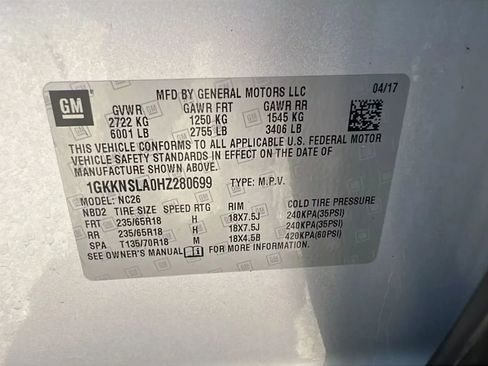 MFD BY GENERAL MOTORS LLC 04/17
GM
GVWR GAWR FRT GAWR RR
2722 KG 1250 KG 1545 KG
6001 LB 2755 LB 3406 LB
THIS VEHICLE CONFORMS TO ALL APPLICABLE U.S. FEDERAL MOTOR
VEHICLE SAFETY STANDARDS IN EFFECT ON THE DATE OF
MANUFACTURE SHOWN ABOVE.
1GKKNSLA0HZ280699 TYPE: M.P.V.
MODEL: NC26
NBD2 TIRE SIZE SPEED RTG RIM COLD TIRE PRESSURE
FRT 235/65R18 H 18X7.5J 240KPA(35PSI)
RR 235/65R18 H 18X7.5J 240KPA(35PSI)
SPA T135/70R18 M 18X4.5B 420KPA(60PSI)
SEE OWNER'S MANUAL FOR MORE INFORMATION.